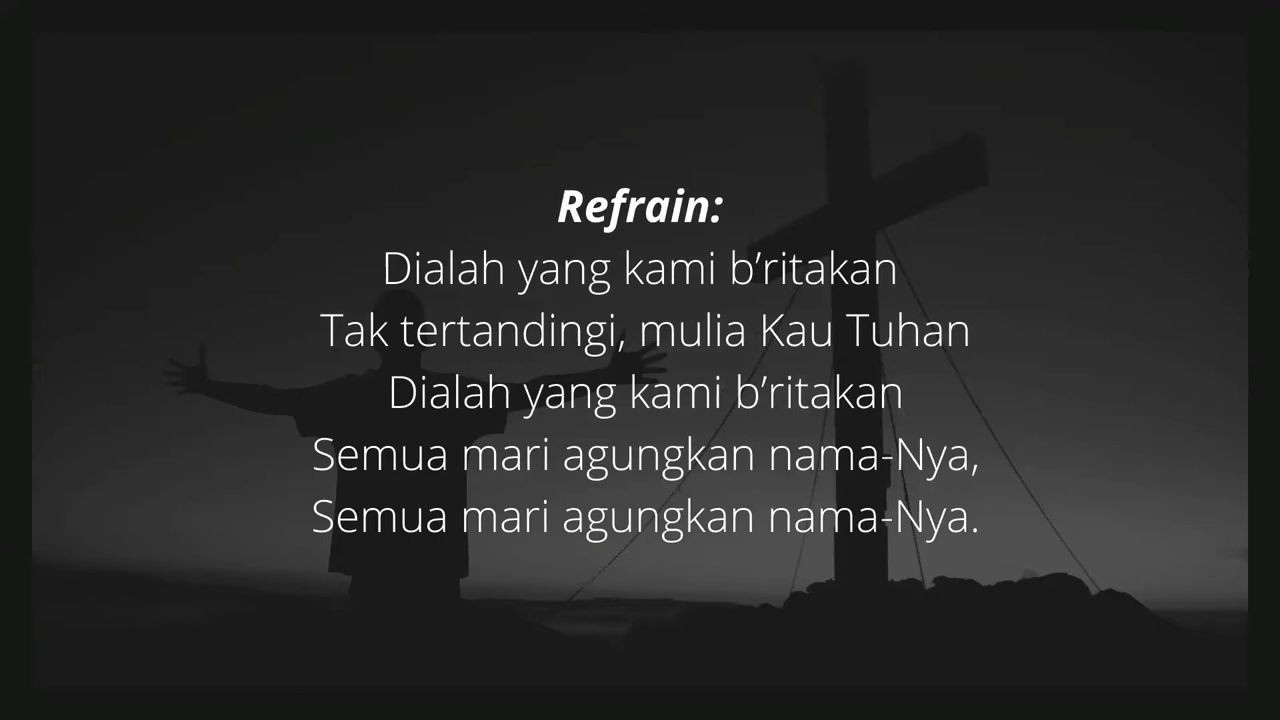 Refrain:
Dialah yang kami b’ritakan
Tak tertandingi, mulia Kau Tuhan
Dialah yang kami b’ritakan
Semua mari agungkan nama-Nya,
Semua mari agungkan nama-Nya.